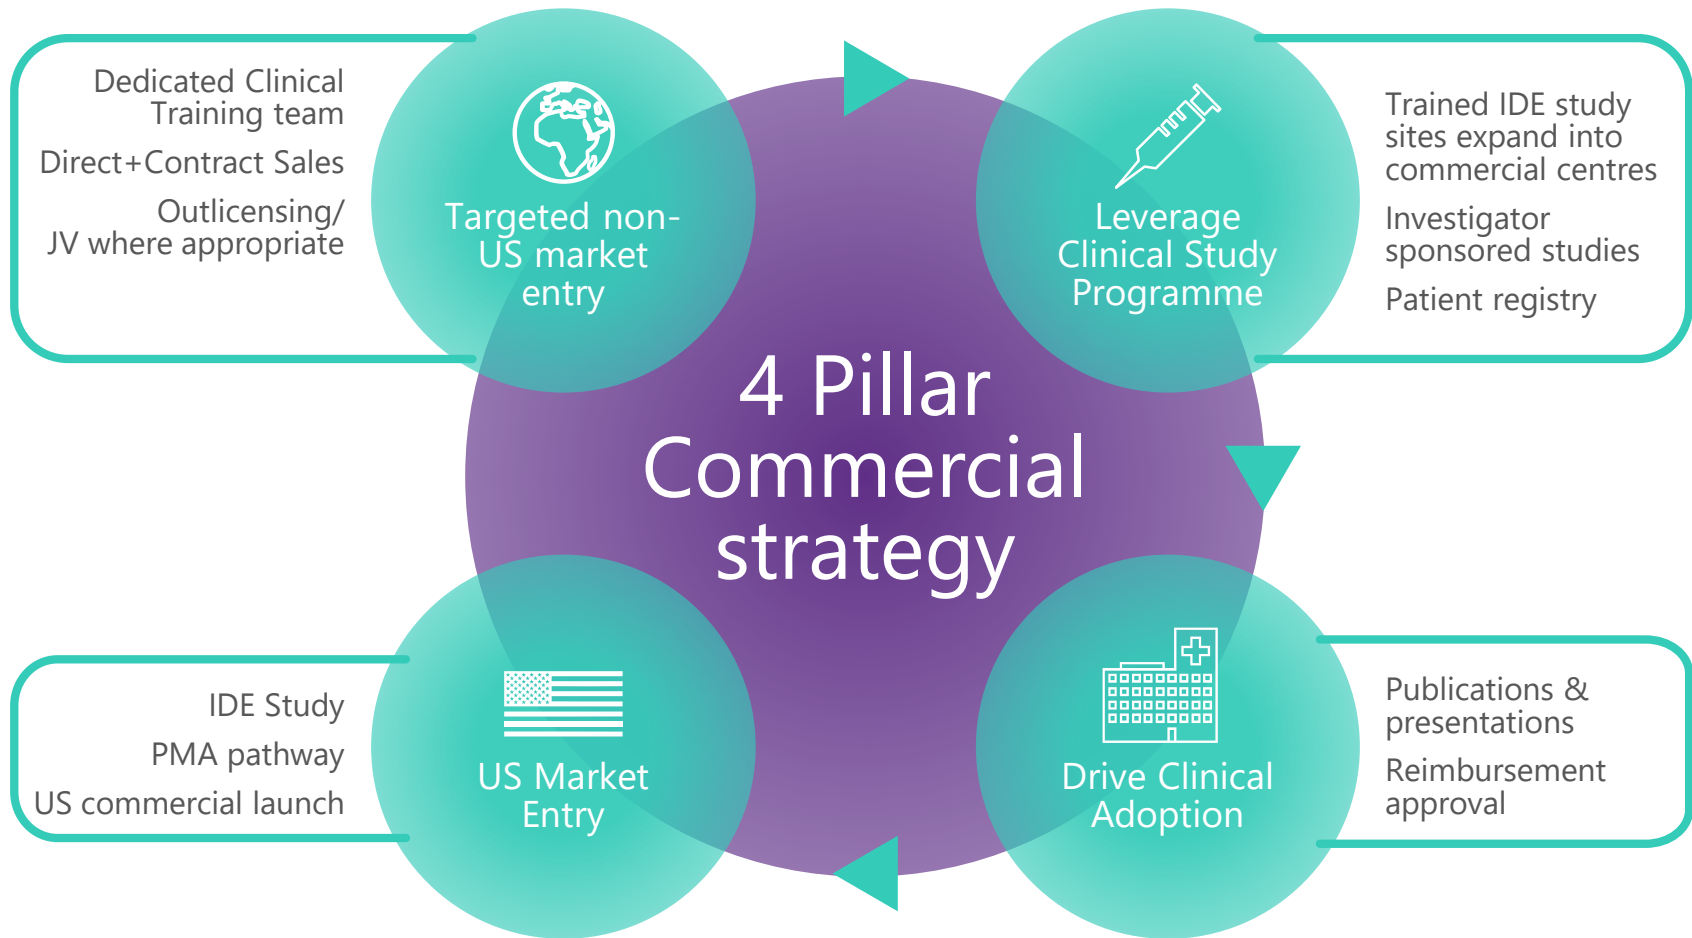 Dedicated Clinical
Training team
Direct+Contract Sales
Outlicensing/
JV where appropriate
Targeted non-
US market
entry
Leverage
Clinical Study
Programme
Trained IDE study
sites expand into
commercial centres
Investigator
sponsored studies
Patient registry
4 Pillar
Commercial
strategy
IDE Study
PMA pathway
US commercial launch
US Market
Entry
Drive Clinical
Adoption
Publications &
presentations
Reimbursement
approval